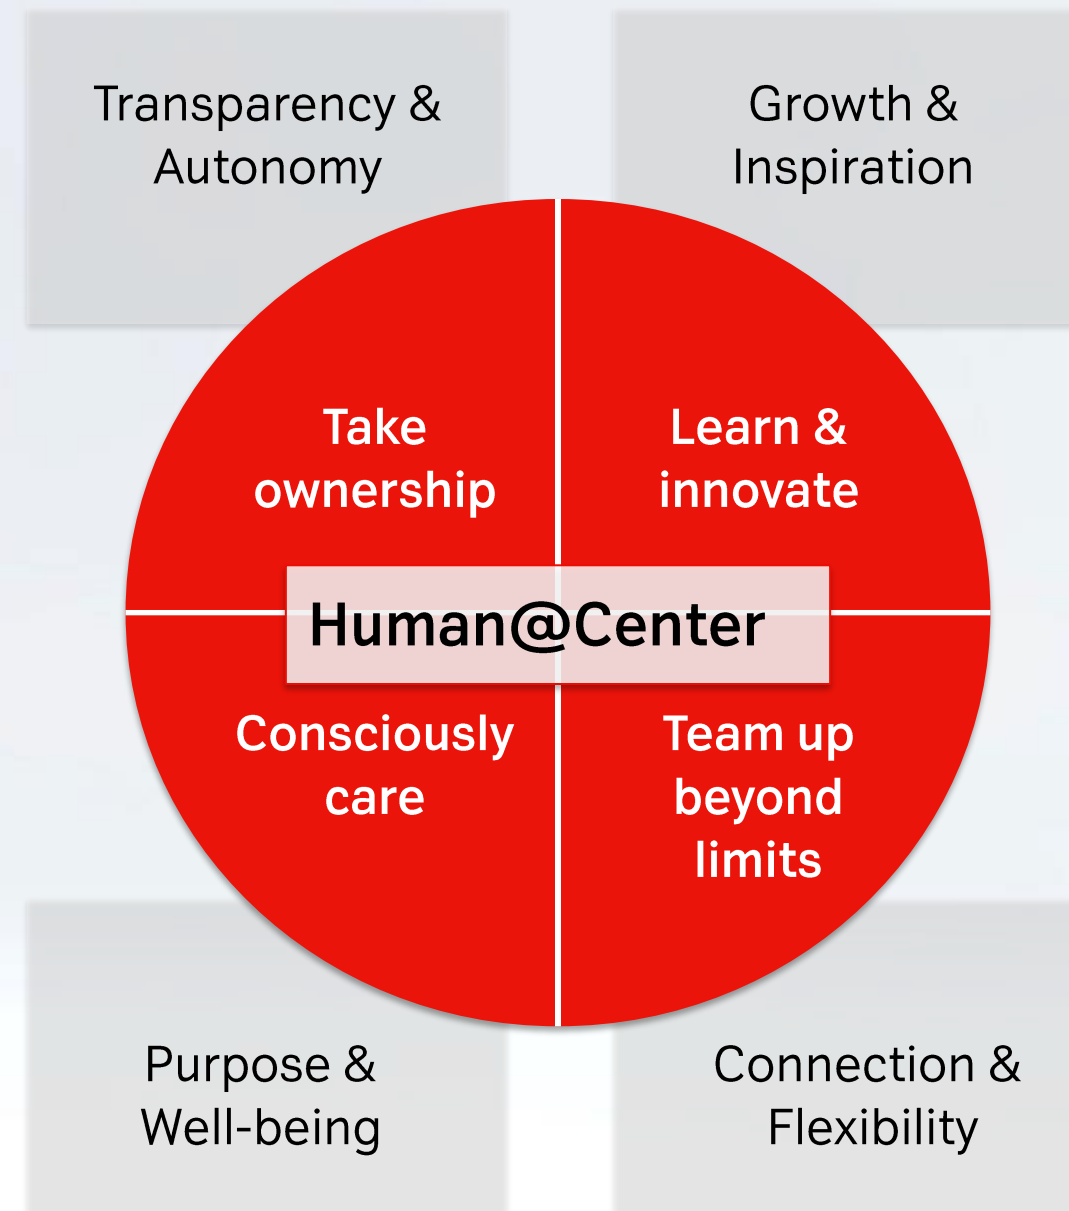 Transparency &
Autonomy
Growth &
Inspiration
Take
ownership
Learn &
innovate
Human@Center
Consciously
care
Team up
beyond
limits
Purpose &
Well-being
Connection &
Flexibility